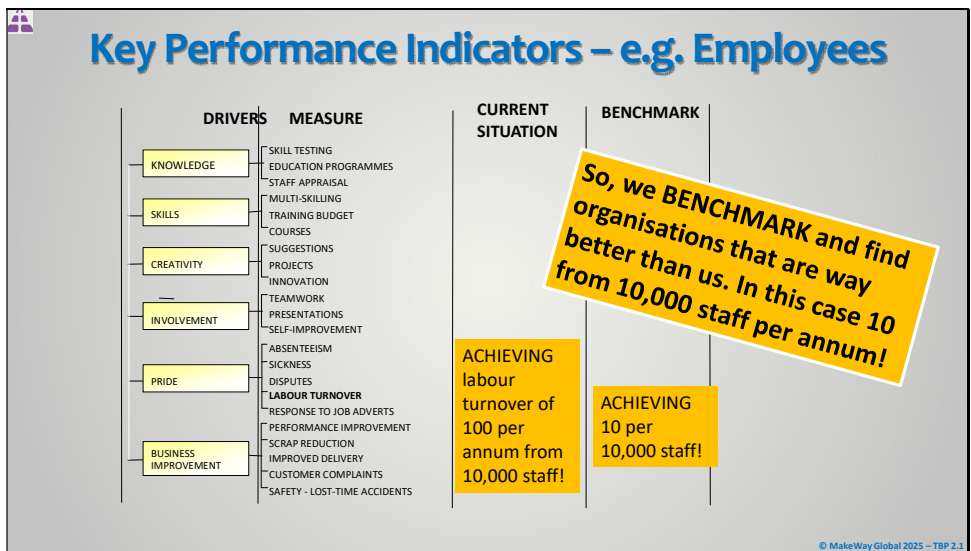 Key Performance Indicators – e.g. Employees
DRIVERS
MEASURE
CURRENT
SITUATION
BENCHMARK
KNOWLEDGE
SKILL TESTING
EDUCATION PROGRAMMES
STAFF APPRAISAL
SKILLS
MULTI-SKILLING
TRAINING BUDGET
COURSES
CREATIVITY
SUGGESTIONS
PROJECTS
INNOVATION
INVOLVEMENT
TEAMWORK
PRESENTATIONS
SELF-IMPROVEMENT
PRIDE
ABSENTEEISM
SICKNESS
DISPUTES
LABOUR TURNOVER
RESPONSE TO JOB ADVERTS
BUSINESS
IMPROVEMENT
PERFORMANCE IMPROVEMENT
SCRAP REDUCTION
IMPROVED DELIVERY
CUSTOMER COMPLAINTS
SAFETY - LOST-TIME ACCIDENTS
ACHIEVING
labour
turnover of
100 per
annum from
10,000 staff!
ACHIEVING
10 per
10,000 staff!
So, we BENCHMARK and find
organisations that are way
better than us. In this case 10
from 10,000 staff per annum!
© MakeWay Global 2025 – TBP 2.1